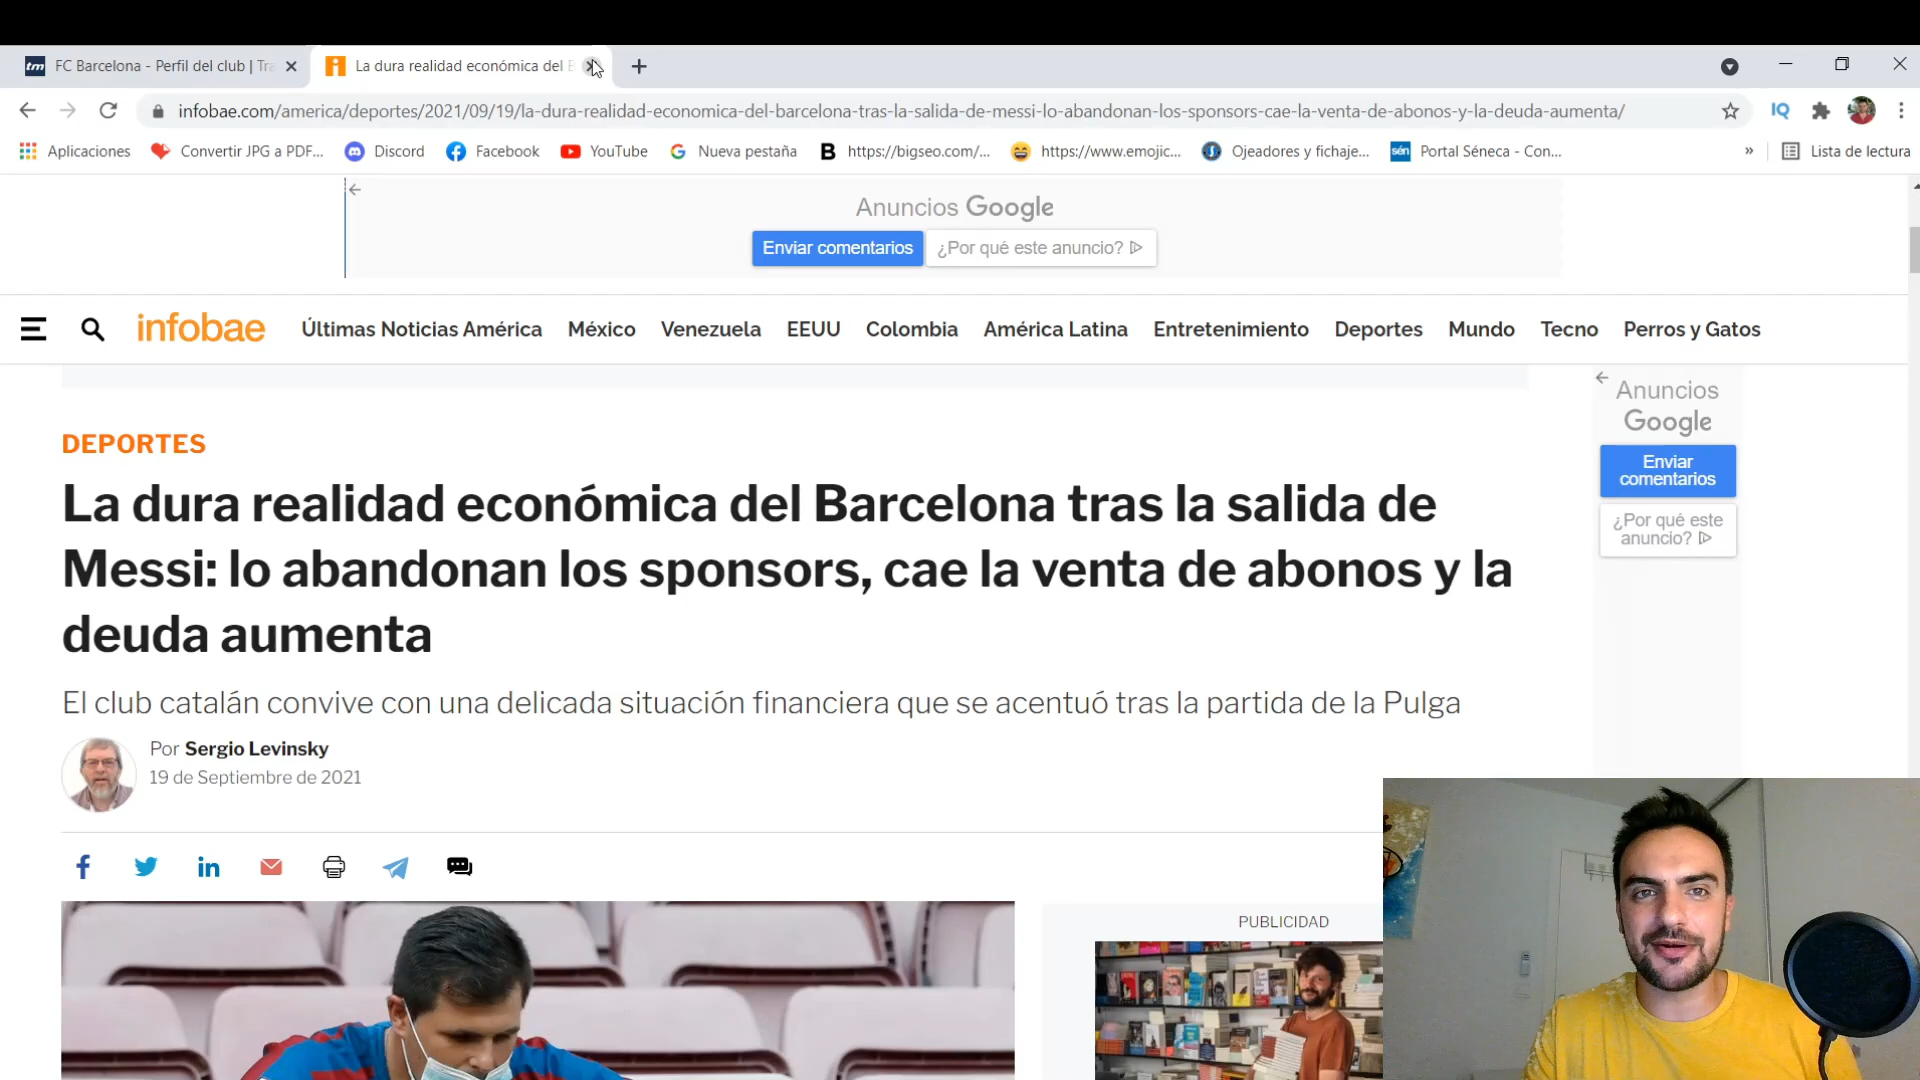 tm FC Barcelona - Perfil del club | Tra
La dura realidad económica del B
infobae.com/america/deportes/2021/09/19/la-dura-realidad-economica-del-barcelona-tras-la-salida-de-messi-lo-abandonan-los-sponsors-cae-la-venta-de-abonos-y-la-deuda-aumenta/
IQ
Aplicaciones
Convertir JPG a PDF...
Discord
Facebook
YouTube
Nueva pestaña
B https://bigseo.com/...
https://www.emojic...
Ojeadores y fichaje...
sén Portal Séneca - Con...
»
Lista de lectura
Anuncios Google
Enviar comentarios
¿Por qué este anuncio?
infobae
Últimas Noticias América
México
Venezuela
EEUU
Colombia
América Latina
Entretenimiento
Deportes
Mundo
Tecno
Perros y Gatos
Anuncios
Google
Enviar
comentarios
¿Por qué este
anuncio?
DEPORTES
La dura realidad económica del Barcelona tras la salida de
Messi: lo abandonan los sponsors, cae la venta de abonos y la
deuda aumenta
El club catalán convive con una delicada situación financiera que se acentuó tras la partida de la Pulga
Por Sergio Levinsky
19 de Septiembre de 2021
PUBLICIDAD